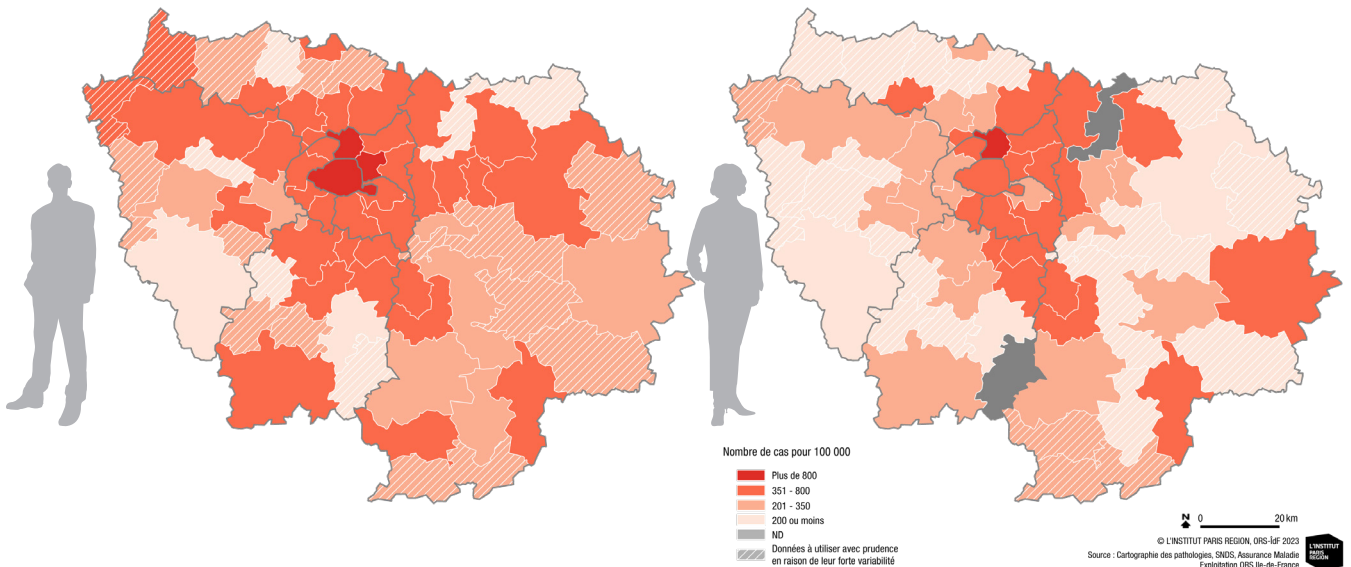 Nombre de cas pour 100 000
Plus de 800
351 - 800
201 - 350
200 ou moins
ND
Données à utiliser avec prudence
en raison de leur forte variabilité
N 0 20 km
© L'INSTITUT PARIS REGION, ORS-ÎdF 2023
Source : Cartographie des pathologies, SNDS, Assurance Maladie
Exploitation ORS Ile-de-France
L'INSTITUT
PARIS
REGION